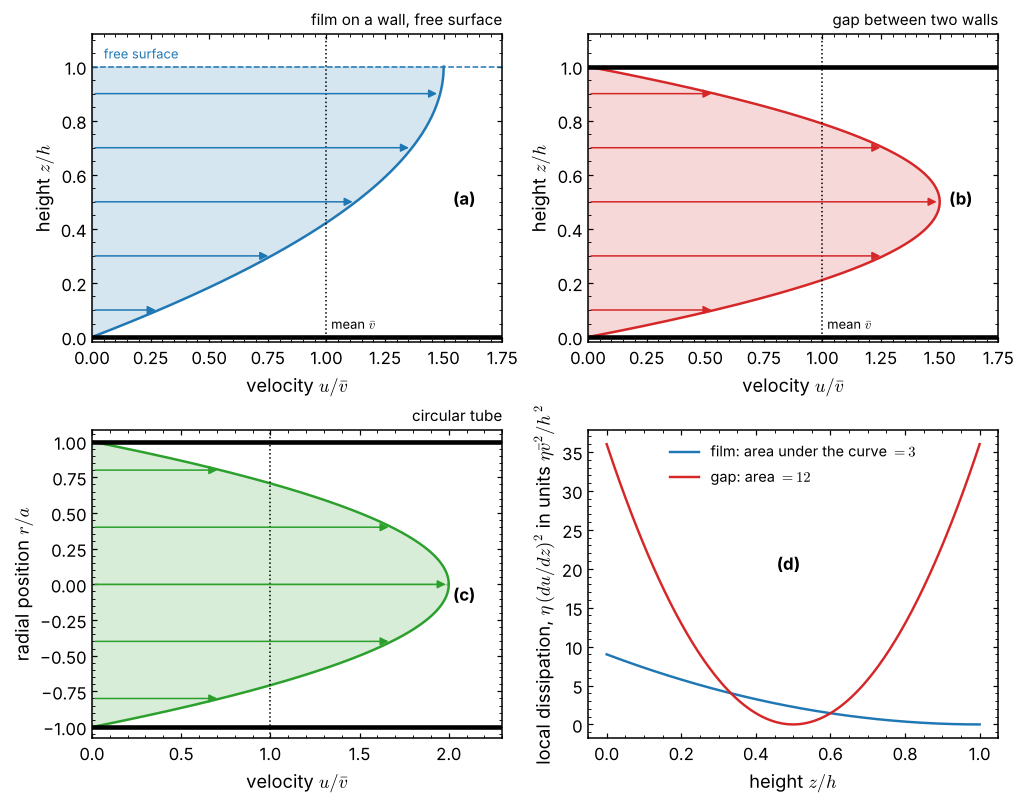 film on a wall, free surface
free surface
1.0
0.8
0.6
0.4
0.2
0.0
height z/h
(a)
mean v̄
0.00 0.25 0.50 0.75 1.00 1.25 1.50 1.75
velocity u/v̄
gap between two walls
1.0
0.8
0.6
0.4
0.2
0.0
height z/h
(b)
mean v̄
0.00 0.25 0.50 0.75 1.00 1.25 1.50 1.75
velocity u/v̄
circular tube
1.00
0.75
0.50
0.25
0.00
−0.25
−0.50
−0.75
−1.00
radial position r/a
(c)
0.0 0.5 1.0 1.5 2.0
velocity u/v̄
35
30
25
20
15
10
5
0
local dissipation, η(du/dz)² in units ηv̄²/h²
film: area under the curve = 3
gap: area = 12
(d)
0.0 0.2 0.4 0.6 0.8 1.0
height z/h